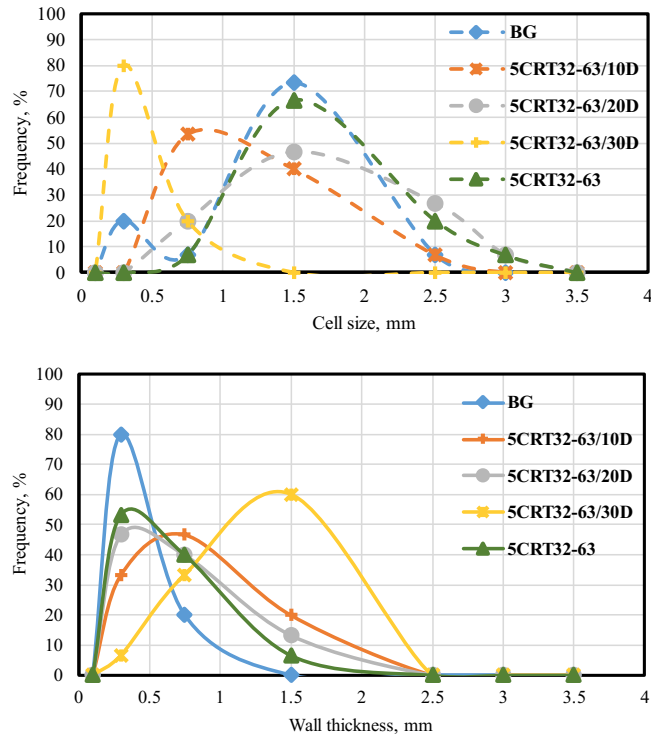 100
90
80
70
60
50
40
30
20
10
0
Frequency, %
BG
5CRT32-63/10D
5CRT32-63/20D
5CRT32-63/30D
5CRT32-63
0 0.5 1 1.5 2 2.5 3 3.5 4
Cell size, mm
100
90
80
70
60
50
40
30
20
10
0
Frequency, %
BG
5CRT32-63/10D
5CRT32-63/20D
5CRT32-63/30D
5CRT32-63
0 0.5 1 1.5 2 2.5 3 3.5 4
Wall thickness, mm